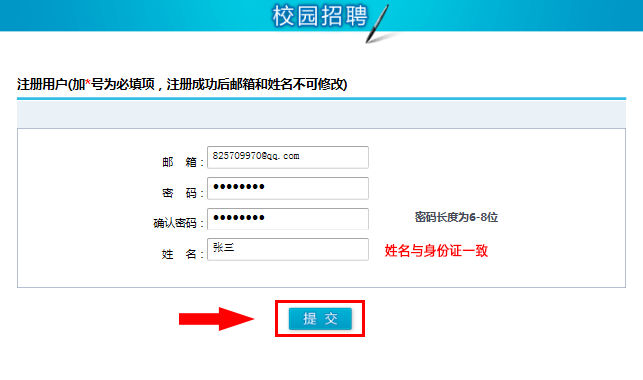 校园招聘
注册用户(加*号为必填项，注册成功后邮箱和姓名不可修改)
邮 箱：825709970@qq.com
密 码：••••••••
确认密码：•••••••• 密码长度为6-8位
姓 名：张三 姓名与身份证一致
提 交